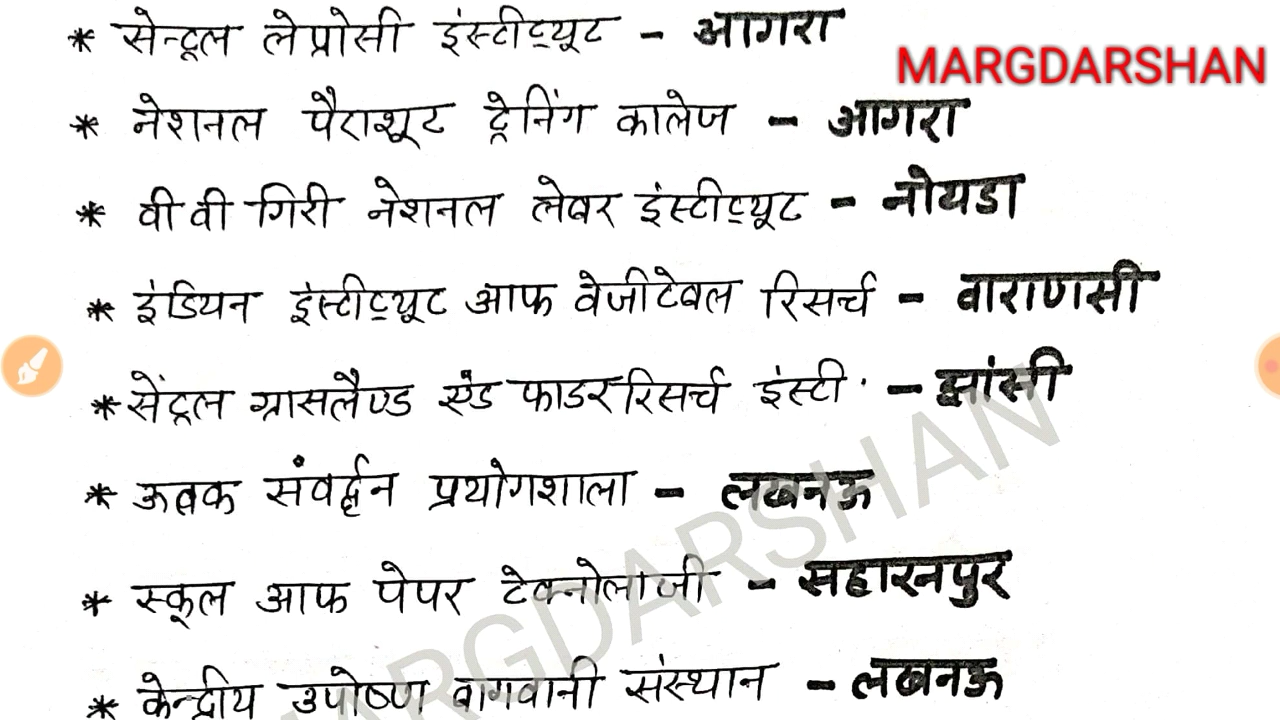 * सेन्ट्रल लेप्रोसी इंस्टीट्यूट - आगरा
MARGDARSHAN
* नेशनल पैराशूट ट्रेनिंग कालेज - आगरा
* वी वी गिरी नेशनल लेबर इंस्टीट्यूट - नोयडा
* इंडियन इंस्टीट्यूट आफ वेजीटेबल रिसर्च - वाराणसी
* सेंट्रल ग्रासलैण्ड एंड फाडर रिसर्च इंस्टी. - झांसी
* ऊतक संवर्द्धन प्रयोगशाला - लखनऊ
* स्कूल आफ पेपर टेक्नोलाजी - सहारनपुर
* केन्द्रीय उपोष्ण बागवानी संस्थान - लखनऊ
MARGDARSHAN